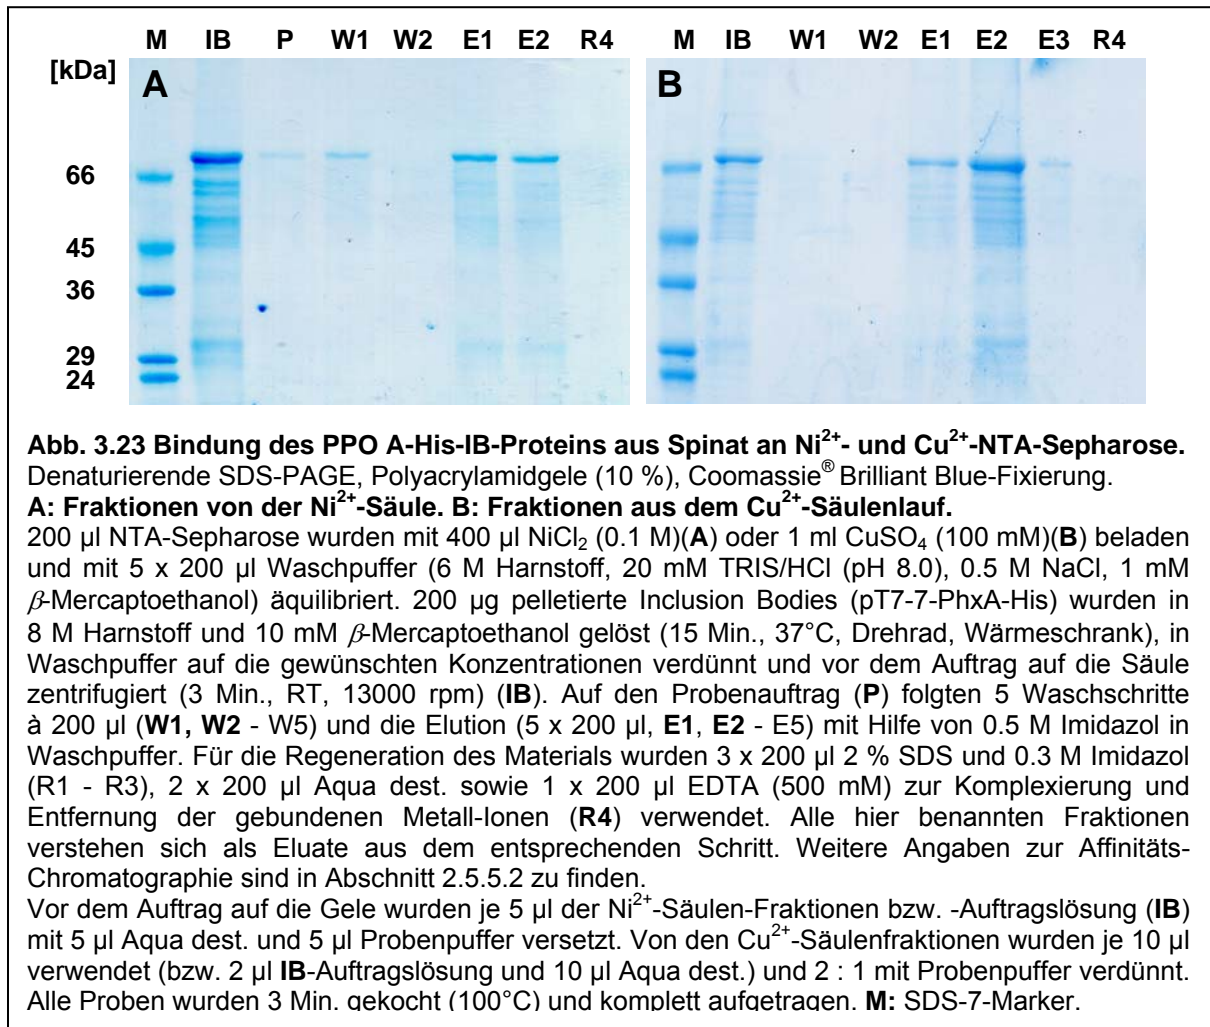 M IB P W1 W2 E1 E2 R4 M IB W1 W2 E1 E2 E3 R4
[kDa]
A B
66
45
36
29
24
Abb. 3.23 Bindung des PPO A-His-IB-Proteins aus Spinat an Ni²⁺- und Cu²⁺-NTA-Sepharose.
Denaturierende SDS-PAGE, Polyacrylamidgele (10 %), Coomassie® Brilliant Blue-Fixierung.
A: Fraktionen von der Ni²⁺-Säule. B: Fraktionen aus dem Cu²⁺-Säulenlauf.
200 µl NTA-Sepharose wurden mit 400 µl NiCl₂ (0.1 M)(A) oder 1 ml CuSO₄ (100 mM)(B) beladen
und mit 5 x 200 µl Waschpuffer (6 M Harnstoff, 20 mM TRIS/HCl (pH 8.0), 0.5 M NaCl, 1 mM
β-Mercaptoethanol) äquilibriert. 200 µg pelletierte Inclusion Bodies (pT7-7-PhxA-His) wurden in
8 M Harnstoff und 10 mM β-Mercaptoethanol gelöst (15 Min., 37°C, Drehrad, Wärmeschrank), in
Waschpuffer auf die gewünschten Konzentrationen verdünnt und vor dem Auftrag auf die Säule
zentrifugiert (3 Min., RT, 13000 rpm) (IB). Auf den Probenauftrag (P) folgten 5 Waschschritte
à 200 µl (W1, W2 - W5) und die Elution (5 x 200 µl, E1, E2 - E5) mit Hilfe von 0.5 M Imidazol in
Waschpuffer. Für die Regeneration des Materials wurden 3 x 200 µl 2 % SDS und 0.3 M Imidazol
(R1 - R3), 2 x 200 µl Aqua dest. sowie 1 x 200 µl EDTA (500 mM) zur Komplexierung und
Entfernung der gebundenen Metall-Ionen (R4) verwendet. Alle hier benannten Fraktionen
verstehen sich als Eluate aus dem entsprechenden Schritt. Weitere Angaben zur Affinitäts-
Chromatographie sind in Abschnitt 2.5.5.2 zu finden.
Vor dem Auftrag auf die Gele wurden je 5 µl der Ni²⁺-Säulen-Fraktionen bzw. -Auftragslösung (IB)
mit 5 µl Aqua dest. und 5 µl Probenpuffer versetzt. Von den Cu²⁺-Säulenfraktionen wurden je 10 µl
verwendet (bzw. 2 µl IB-Auftragslösung und 10 µl Aqua dest.) und 2 : 1 mit Probenpuffer verdünnt.
Alle Proben wurden 3 Min. gekocht (100°C) und komplett aufgetragen. M: SDS-7-Marker.